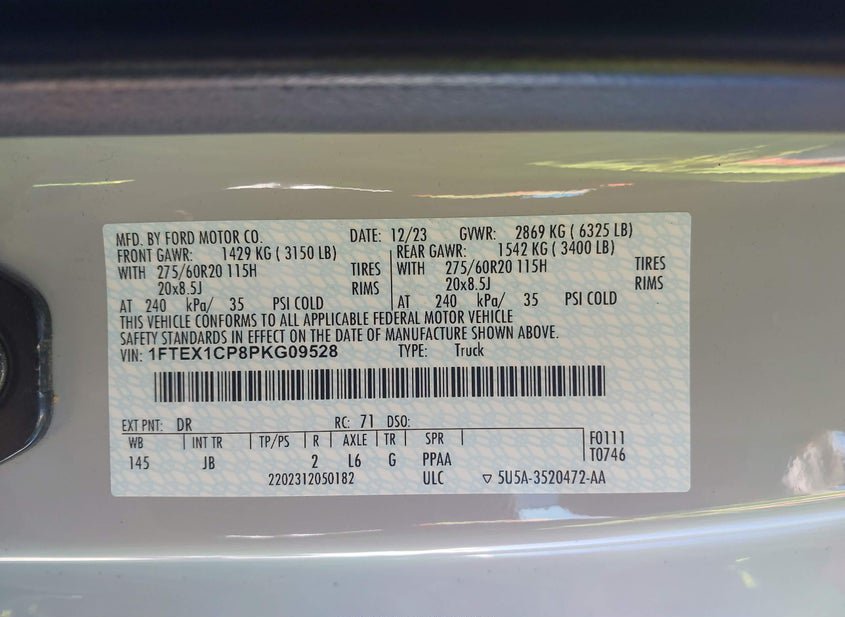 MFD. BY FORD MOTOR CO. DATE: 12/23 GVWR: 2869 KG ( 6325 LB)
FRONT GAWR: 1429 KG ( 3150 LB) REAR GAWR: 1542 KG ( 3400 LB)
WITH 275/60R20 115H TIRES WITH 275/60R20 115H TIRES
20x8.5J RIMS 20x8.5J RIMS
AT 240 kPa/ 35 PSI COLD AT 240 kPa/ 35 PSI COLD
THIS VEHICLE CONFORMS TO ALL APPLICABLE FEDERAL MOTOR VEHICLE
SAFETY STANDARDS IN EFFECT ON THE DATE OF MANUFACTURE SHOWN ABOVE.
VIN: 1FTEX1CP8PKG09528 TYPE: Truck
EXT PNT: DR RC: 71 DSO:
WB INT TR TP/PS R AXLE TR SPR F0111
145 JB 2 L6 G PPAA T0746
2202312050182 ULC ▽ 5U5A-3520472-AA